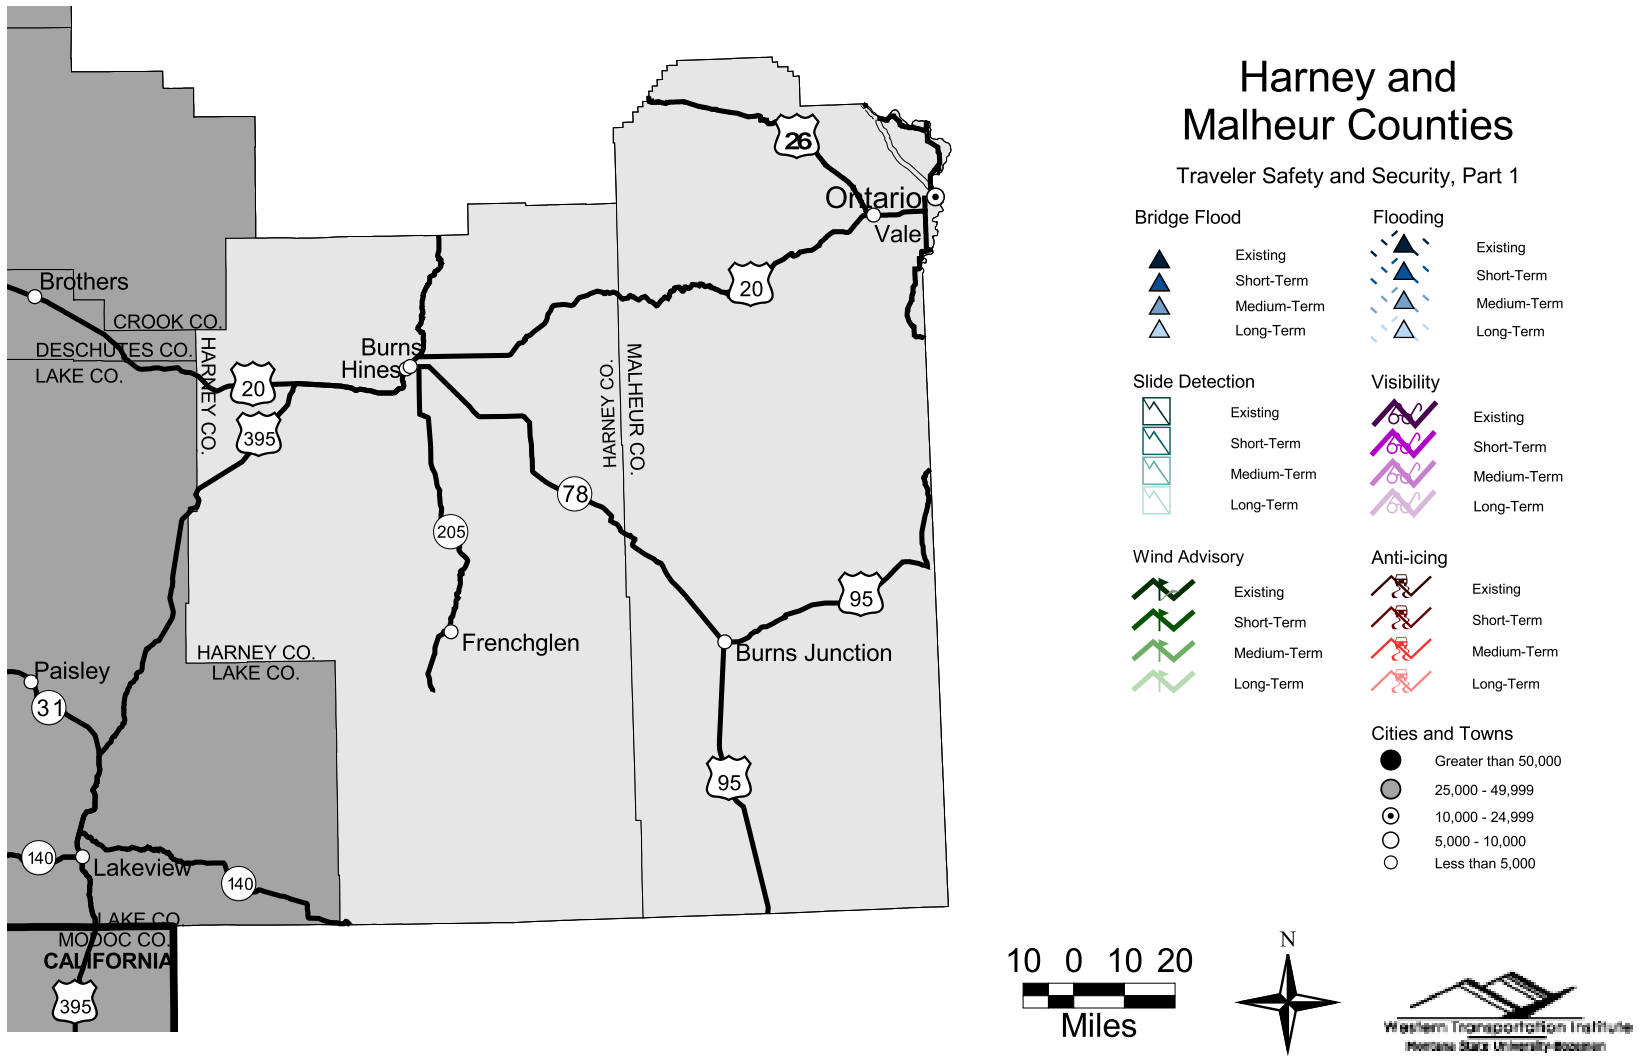 Harney and
Malheur Counties
Traveler Safety and Security, Part 1
Bridge Flood
Existing
Short-Term
Medium-Term
Long-Term
Flooding
Existing
Short-Term
Medium-Term
Long-Term
Slide Detection
Existing
Short-Term
Medium-Term
Long-Term
Visibility
Existing
Short-Term
Medium-Term
Long-Term
Wind Advisory
Existing
Short-Term
Medium-Term
Long-Term
Anti-icing
Existing
Short-Term
Medium-Term
Long-Term
Cities and Towns
Greater than 50,000
25,000 - 49,999
10,000 - 24,999
5,000 - 10,000
Less than 5,000
26
Ontario
Vale
20
Brothers
CROOK CO.
DESCHUTES CO.
LAKE CO.
HARNEY CO.
Burns
Hines
20
395
HARNEY CO.
MALHEUR CO.
78
205
95
Frenchglen
Burns Junction
HARNEY CO.
LAKE CO.
Paisley
31
95
140
Lakeview
140
LAKE CO.
MODOC CO.
CALIFORNIA
395
10 0 10 20
Miles
N
Western Transportation Institute
Montana State University-Bozeman